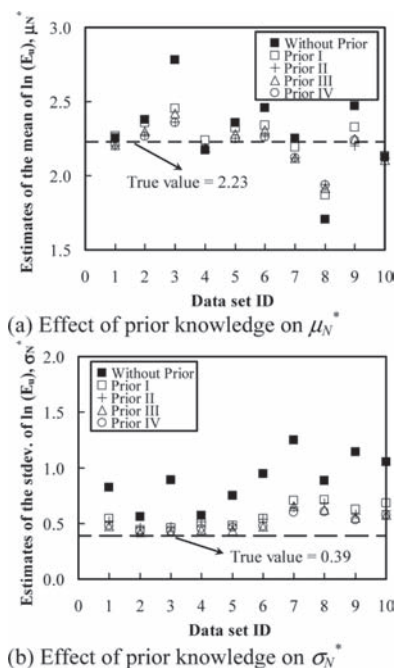 3.0
2.5
2.0
1.5
Estimates of the mean of ln (Eu), μN*
Without Prior
Prior I
Prior II
Prior III
Prior IV
True value = 2.23
0 1 2 3 4 5 6 7 8 9 10
Data set ID
(a) Effect of prior knowledge on μN*
2.0
1.5
1.0
0.5
0.0
Estimates of the stdev. of ln (Eu), σN*
Without Prior
Prior I
Prior II
Prior III
Prior IV
True value = 0.39
0 1 2 3 4 5 6 7 8 9 10
Data set ID
(b) Effect of prior knowledge on σN*